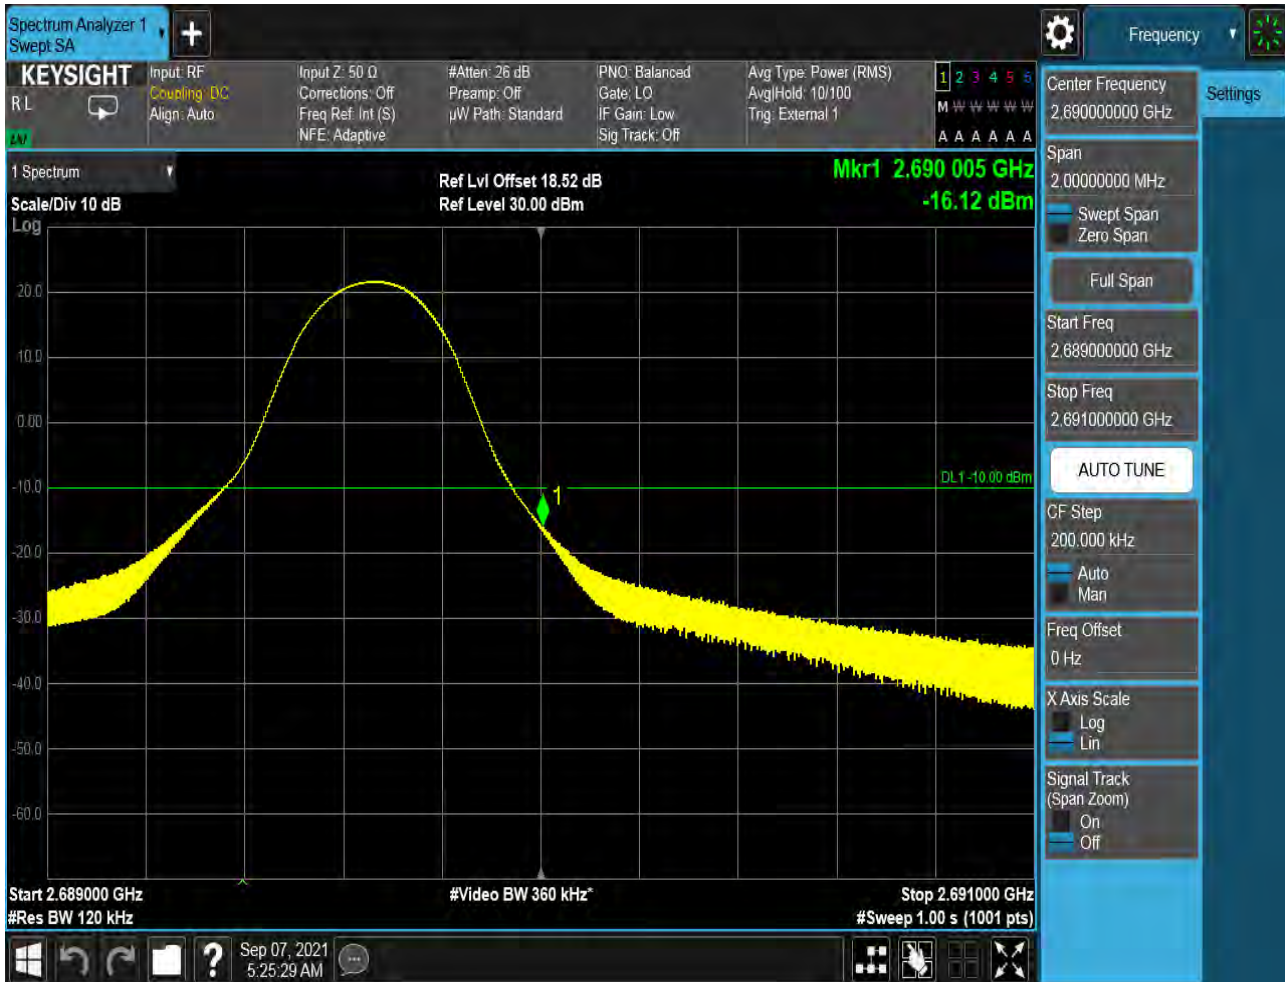 Spectrum Analyzer 1
Swept SA
+
Frequency
KEYSIGHT
R L
LXI
Input: RF
Coupling: DC
Align: Auto
Input Z: 50 Ω
Corrections: Off
Freq Ref: Int (S)
NFE: Adaptive
#Atten: 26 dB
Preamp: Off
µW Path: Standard
PNO: Balanced
Gate: LO
IF Gain: Low
Sig Track: Off
Avg Type: Power (RMS)
Avg|Hold: 10/100
Trig: External 1
1 2 3 4 5 6
M W W W W W
A A A A A A
1 Spectrum
Scale/Div 10 dB
Log
Ref Lvl Offset 18.52 dB
Ref Level 30.00 dBm
Mkr1 2.690 005 GHz
-16.12 dBm
20.0
10.0
0.00
-10.0
-20.0
-30.0
-40.0
-50.0
-60.0
DL1 -10.00 dBm
1
Start 2.689000 GHz
#Res BW 120 kHz
#Video BW 360 kHz*
Stop 2.691000 GHz
#Sweep 1.00 s (1001 pts)
Center Frequency
2.690000000 GHz
Settings
Span
2.00000000 MHz
Swept Span
Zero Span
Full Span
Start Freq
2.689000000 GHz
Stop Freq
2.691000000 GHz
AUTO TUNE
CF Step
200.000 kHz
Auto
Man
Freq Offset
0 Hz
X Axis Scale
Log
Lin
Signal Track
(Span Zoom)
On
Off
?
Sep 07, 2021
5:25:29 AM